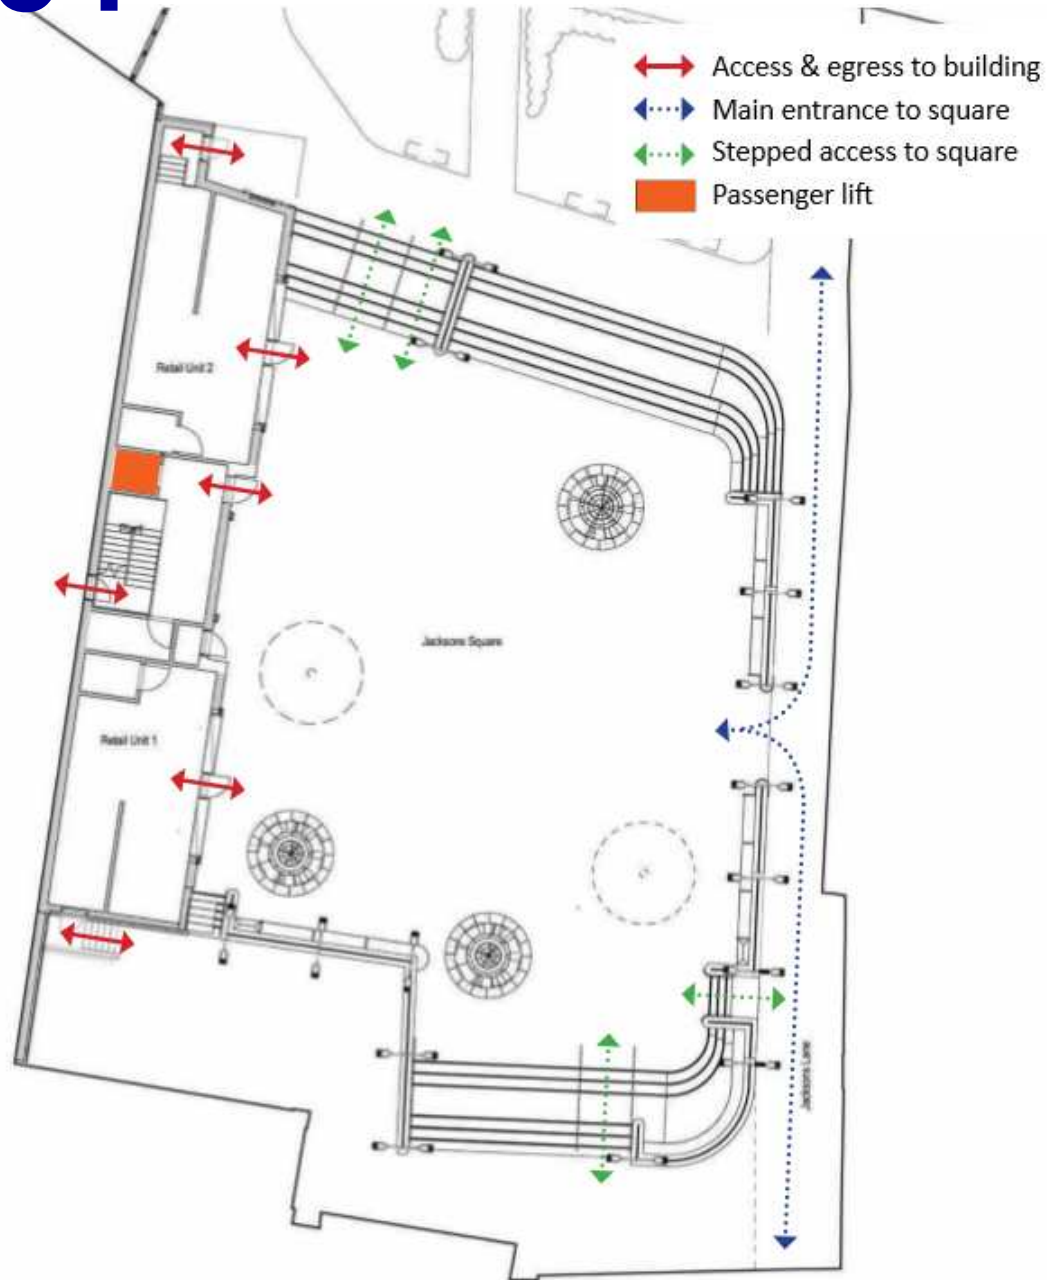 Access & egress to building
Main entrance to square
Stepped access to square
Passenger lift
Retail Unit 2
Jacksons Square
Retail Unit 1
Jacksons Lane